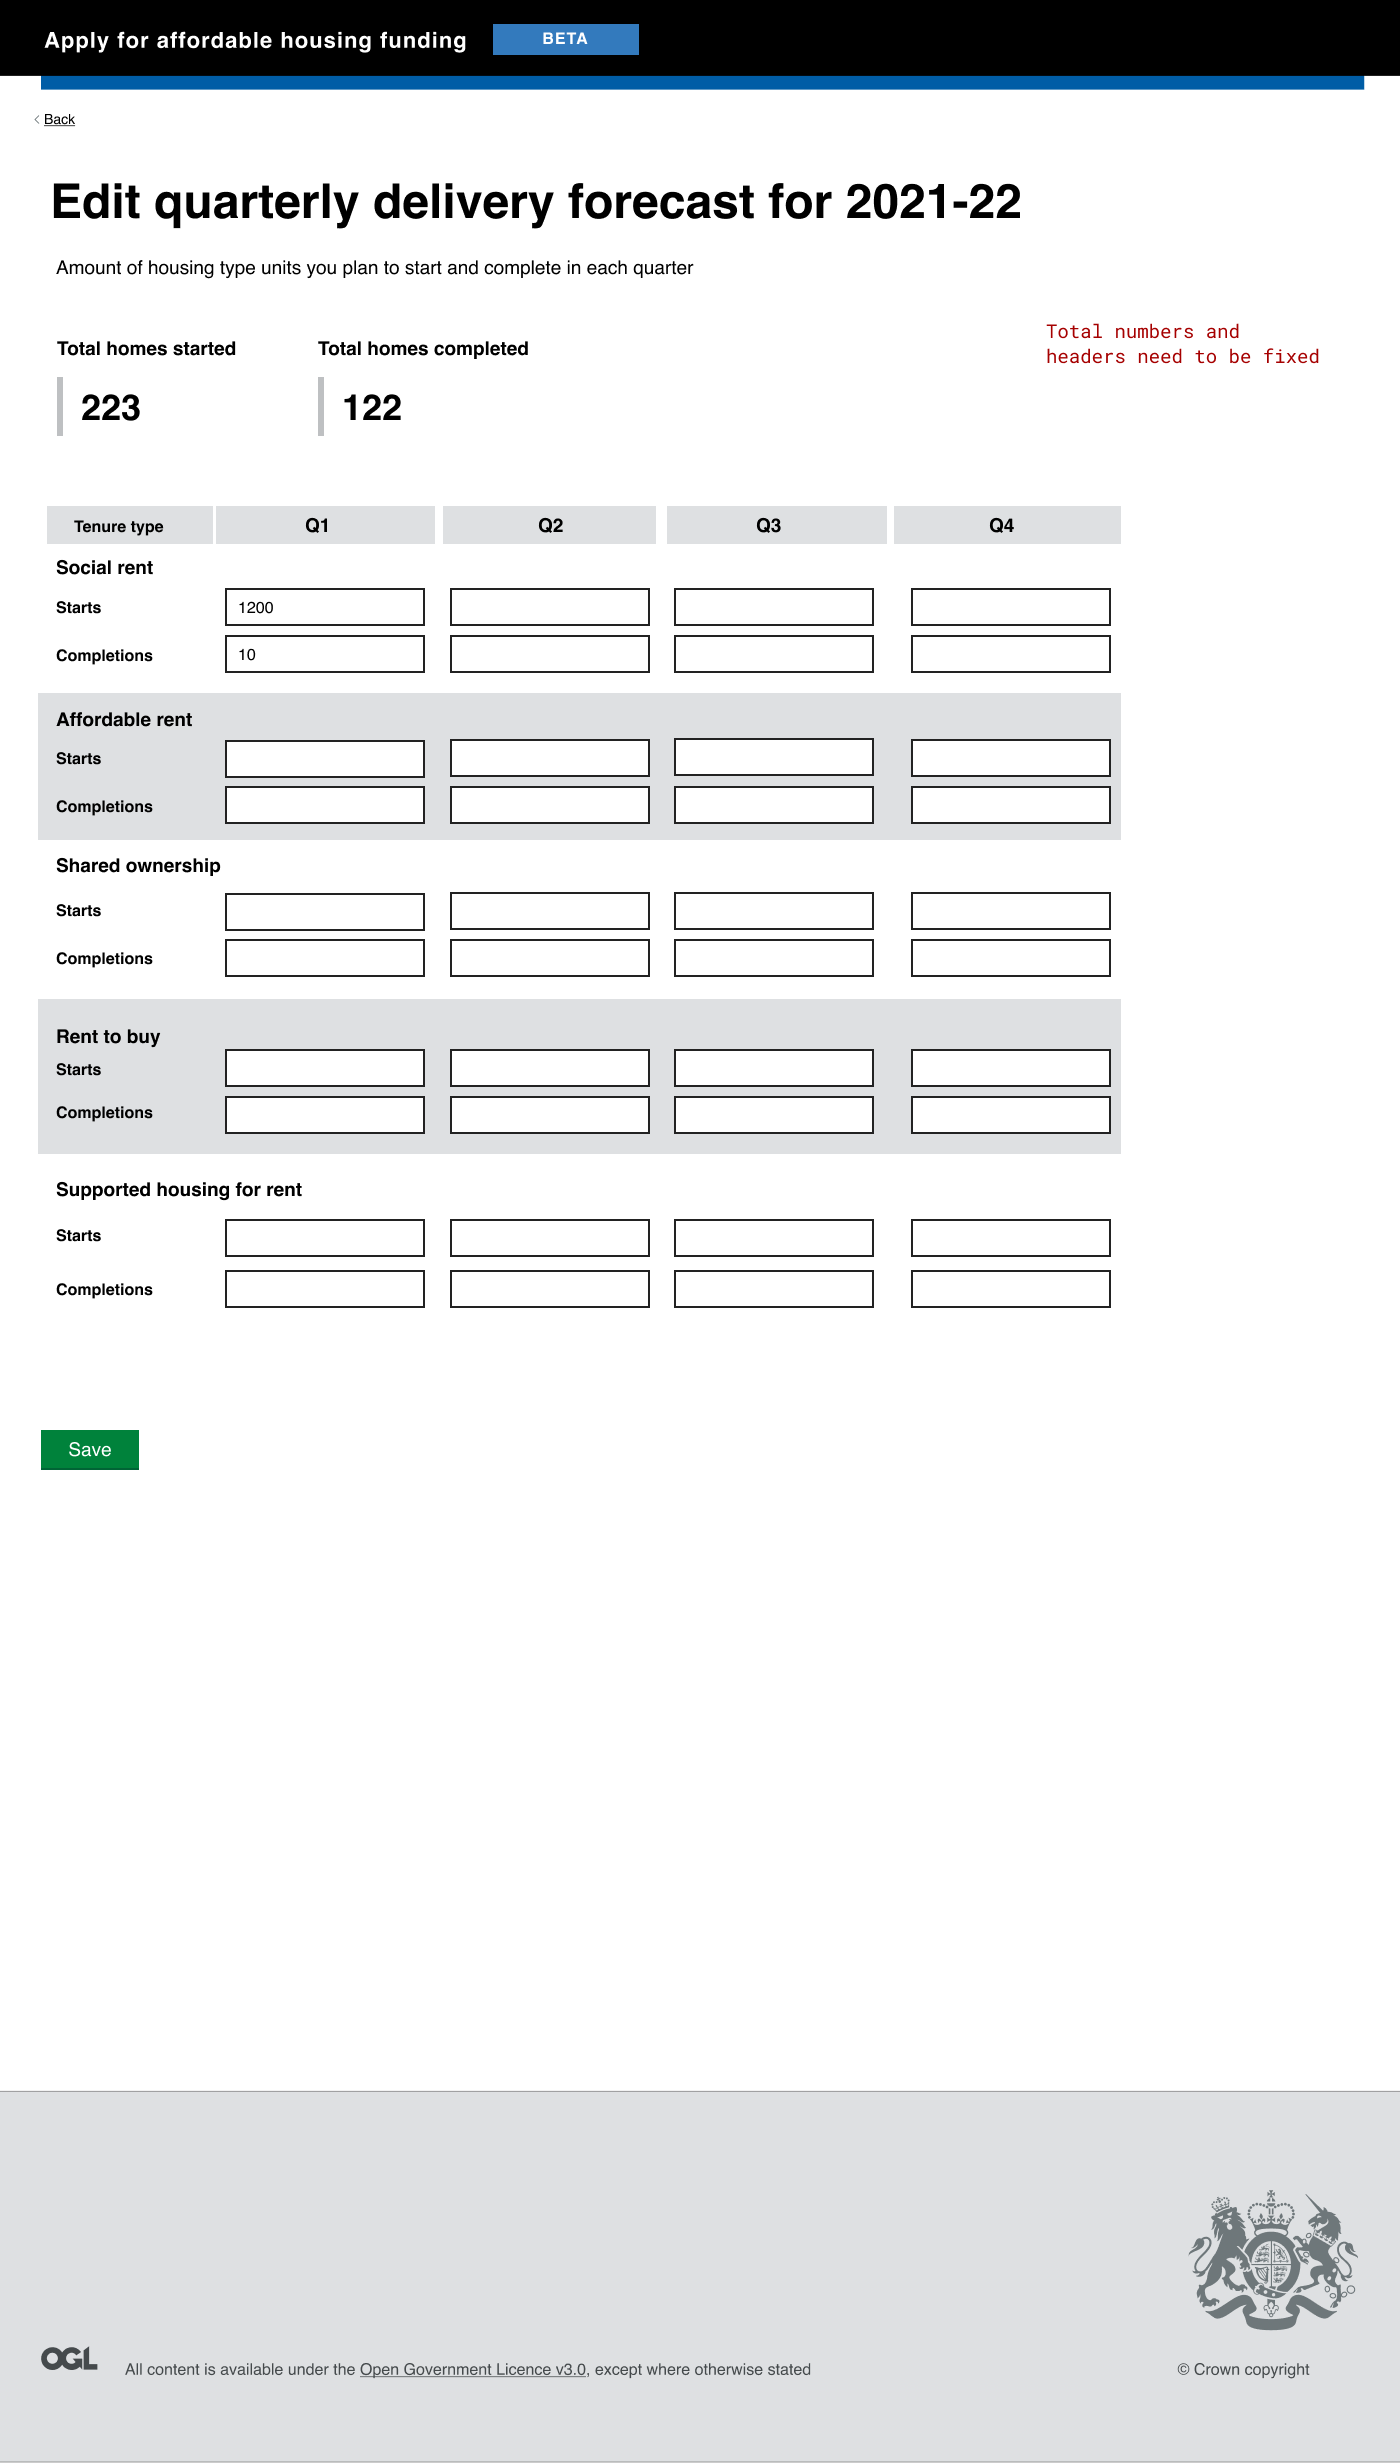 Apply for affordable housing funding BETA
< Back
Edit quarterly delivery forecast for 2021-22
Amount of housing type units you plan to start and complete in each quarter
Total numbers and
headers need to be fixed
Total homes started Total homes completed
223 122
Tenure type Q1 Q2 Q3 Q4
Social rent
Starts 1200
Completions 10
Affordable rent
Starts
Completions
Shared ownership
Starts
Completions
Rent to buy
Starts
Completions
Supported housing for rent
Starts
Completions
Save
OGL All content is available under the Open Government Licence v3.0, except where otherwise stated © Crown copyright